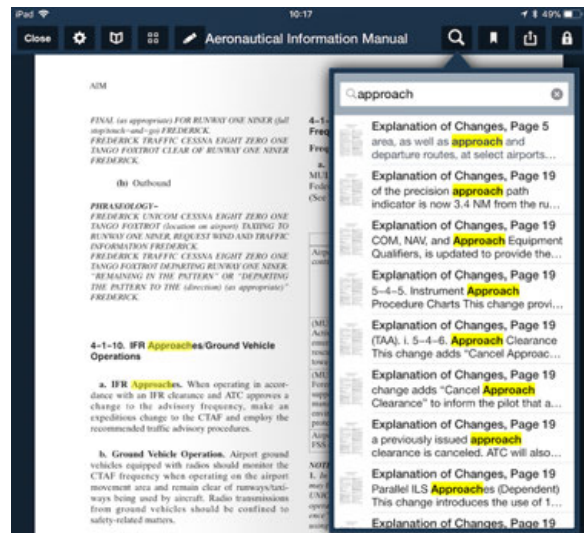 iPad
10:17
49%
Close
Aeronautical Information Manual
AIM
FINAL (as appropriate) FOR RUNWAY ONE NINER (full
stop/touch-and-go) FREDERICK.
FREDERICK TRAFFIC CESSNA EIGHT ZERO ONE
TANGO FOXTROT CLEAR OF RUNWAY ONE NINER
FREDERICK.
(b) Outbound
PHRASEOLOGY-
FREDERICK UNICOM CESSNA EIGHT ZERO ONE
TANGO FOXTROT (location on airport) TAXIING TO
RUNWAY ONE NINER, REQUEST WIND AND TRAFFIC
INFORMATION FREDERICK.
FREDERICK TRAFFIC CESSNA EIGHT ZERO ONE
TANGO FOXTROT DEPARTING RUNWAY ONE NINER.
"REMAINING IN THE PATTERN" OR "DEPARTING
THE PATTERN TO THE (direction) (as appropriate)"
FREDERICK.
4-1-10. IFR Approaches/Ground Vehicle
Operations
a. IFR Approaches. When operating in accor-
dance with an IFR clearance and ATC approves a
change to the advisory frequency, make an
expeditious change to the CTAF and employ the
recommended traffic advisory procedures.
b. Ground Vehicle Operation. Airport ground
vehicles equipped with radios should monitor the
CTAF frequency when operating on the airport
movement area and remain clear of runways/taxi-
ways being used by aircraft. Radio transmissions
from ground vehicles should be confined to
safety-related matters.
approach
Explanation of Changes, Page 5
area, as well as approach and
departure routes, at select airports...
Explanation of Changes, Page 19
of the precision approach path
indicator is now 3.4 NM from the ru...
Explanation of Changes, Page 19
COM, NAV, and Approach Equipment
Qualifiers, is updated to provide the...
Explanation of Changes, Page 19
5-4-5. Instrument Approach
Procedure Charts This change provi...
Explanation of Changes, Page 19
(TAA). i. 5-4-6. Approach Clearance
This change adds "Cancel Approac...
Explanation of Changes, Page 19
change adds "Cancel Approach
Clearance" to inform the pilot that a...
Explanation of Changes, Page 19
a previously issued approach
clearance is canceled. ATC will also...
Explanation of Changes, Page 19
Parallel ILS Approaches (Dependent)
This change introduces the use of 1...
Explanation of Changes, Page 19